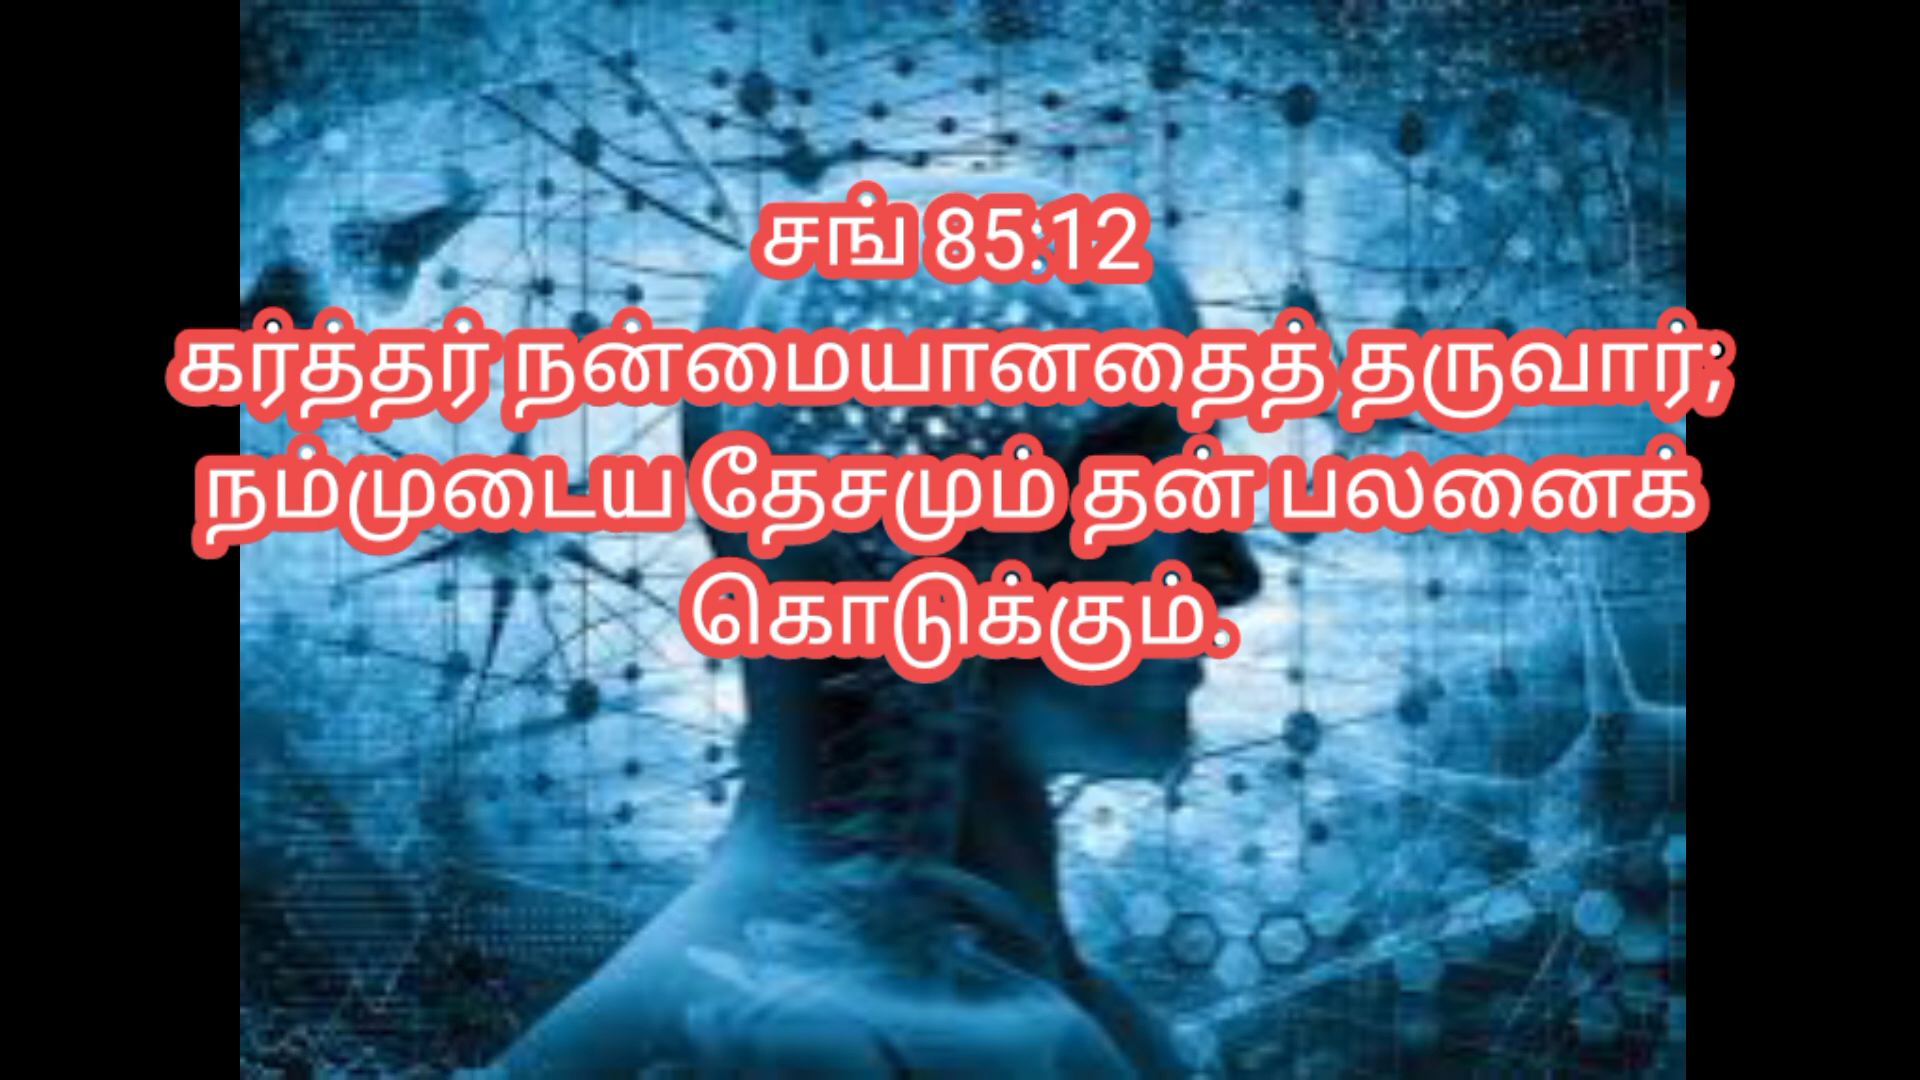 சங் 85:12
கர்த்தர் நன்மையானதைத் தருவார்;
நம்முடைய தேசமும் தன் பலனைக்
கொடுக்கும்.